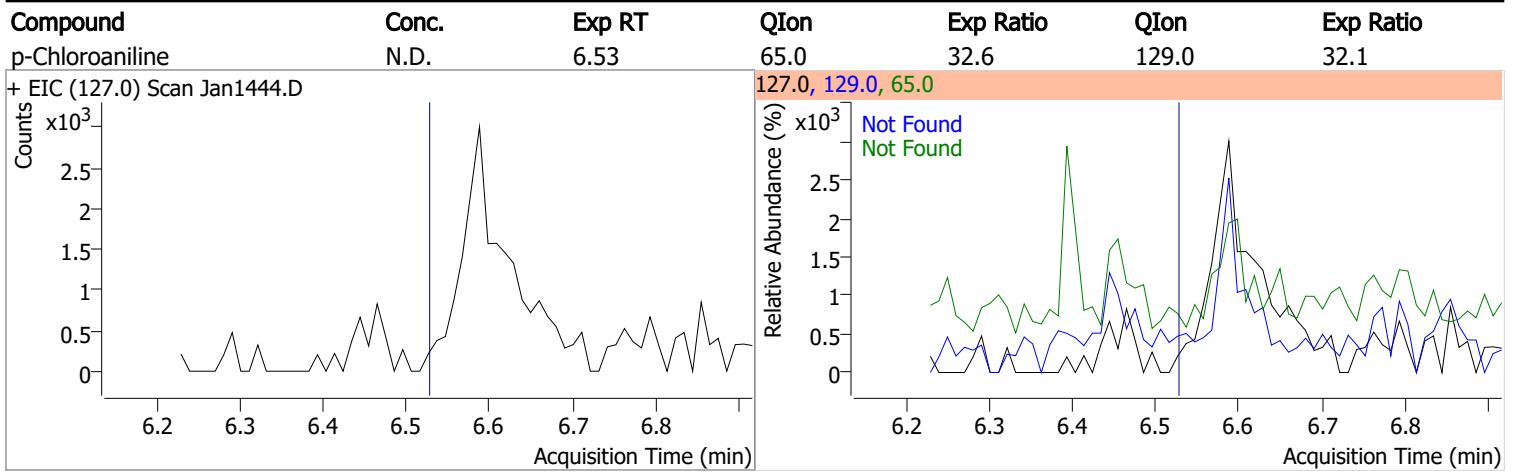 Compound Conc. Exp RT QIon Exp Ratio QIon Exp Ratio
p-Chloroaniline N.D. 6.53 65.0 32.6 129.0 32.1
+ EIC (127.0) Scan Jan1444.D
Counts
x10³
2.5
2
1.5
1
0.5
0
6.2 6.3 6.4 6.5 6.6 6.7 6.8
Acquisition Time (min)
127.0, 129.0, 65.0
Relative Abundance (%)
x10³
Not Found
Not Found
2.5
2
1.5
1
0.5
0
6.2 6.3 6.4 6.5 6.6 6.7 6.8
Acquisition Time (min)